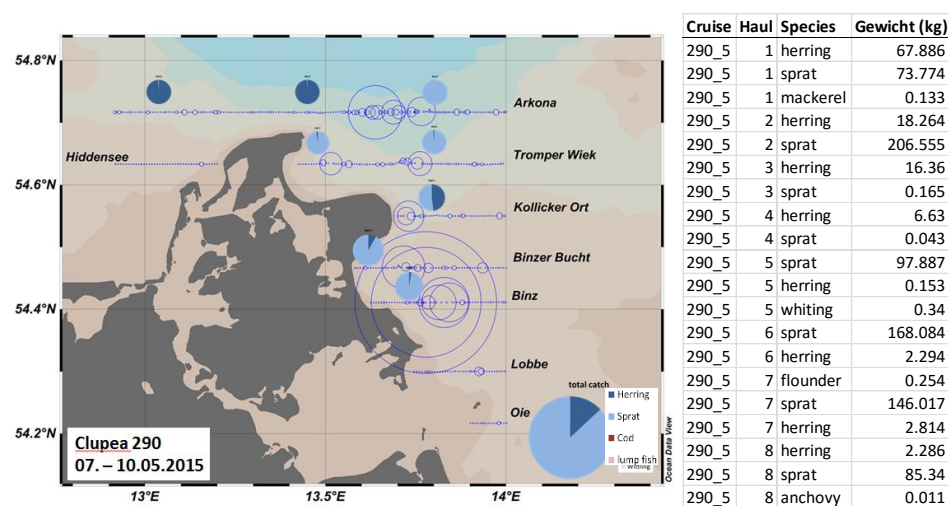 54.8°N
54.6°N
54.4°N
54.2°N
Arkona
Hiddensee
Tromper Wiek
Kollicker Ort
Binzer Bucht
Binz
Lobbe
Oie
total catch
Herring
Sprat
Cod
lump fish
Clupea 290
07. – 10.05.2015
Ocean Data View
13°
13.5°E
14°E
Cruise Haul Species Gewicht (kg)
290_5 1 herring 67.886
290_5 1 sprat 73.774
290_5 1 mackerel 0.133
290_5 2 herring 18.264
290_5 2 sprat 206.555
290_5 3 herring 16.36
290_5 3 sprat 0.165
290_5 4 herring 6.63
290_5 4 sprat 0.043
290_5 5 sprat 97.887
290_5 5 herring 0.153
290_5 5 whiting 0.34
290_5 6 sprat 168.084
290_5 6 herring 2.294
290_5 7 flounder 0.254
290_5 7 sprat 146.017
290_5 7 herring 2.814
290_5 8 herring 2.286
290_5 8 sprat 85.34
290_5 8 anchovy 0.011